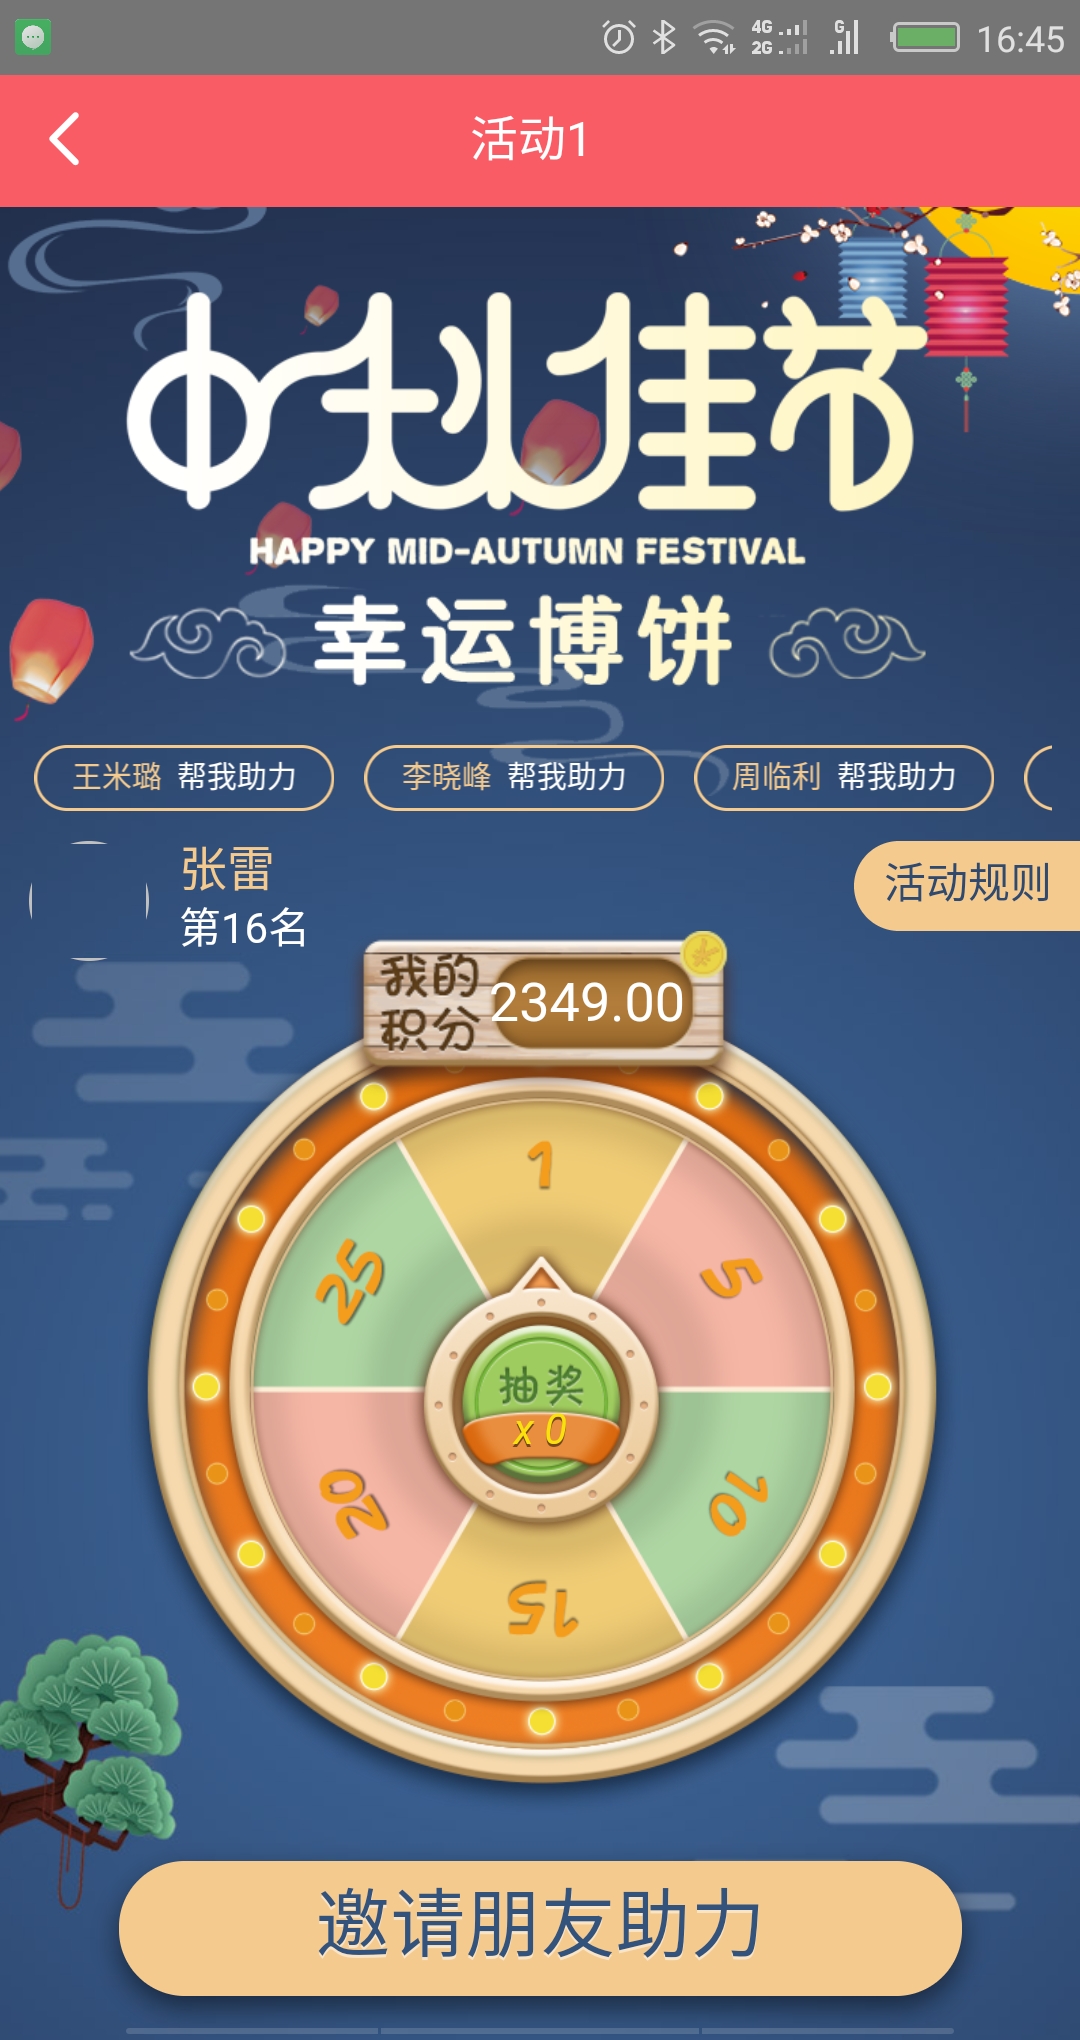 4G
2G
G
16:45
活动1
中秋佳节
HAPPY MID-AUTUMN FESTIVAL
幸运博饼
王米璐 帮我助力
李晓峰 帮我助力
周临利 帮我助力
张雷
第16名
活动规则
我的
积分
2349.00
1
5
10
15
20
25
抽奖
x 0
邀请朋友助力